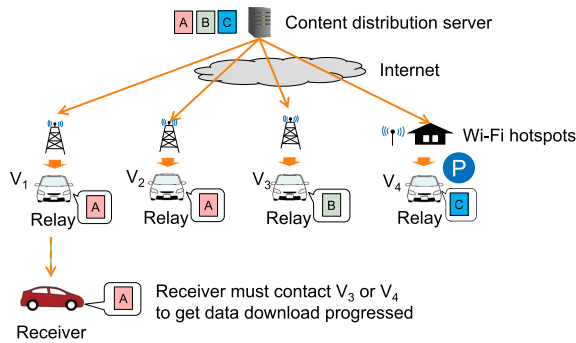 A B C Content distribution server
Internet
Wi-Fi hotspots
P
V1 V2 V3 V4
A A B C
Relay Relay Relay Relay
A
Receiver must contact V3 or V4
to get data download progressed
Receiver